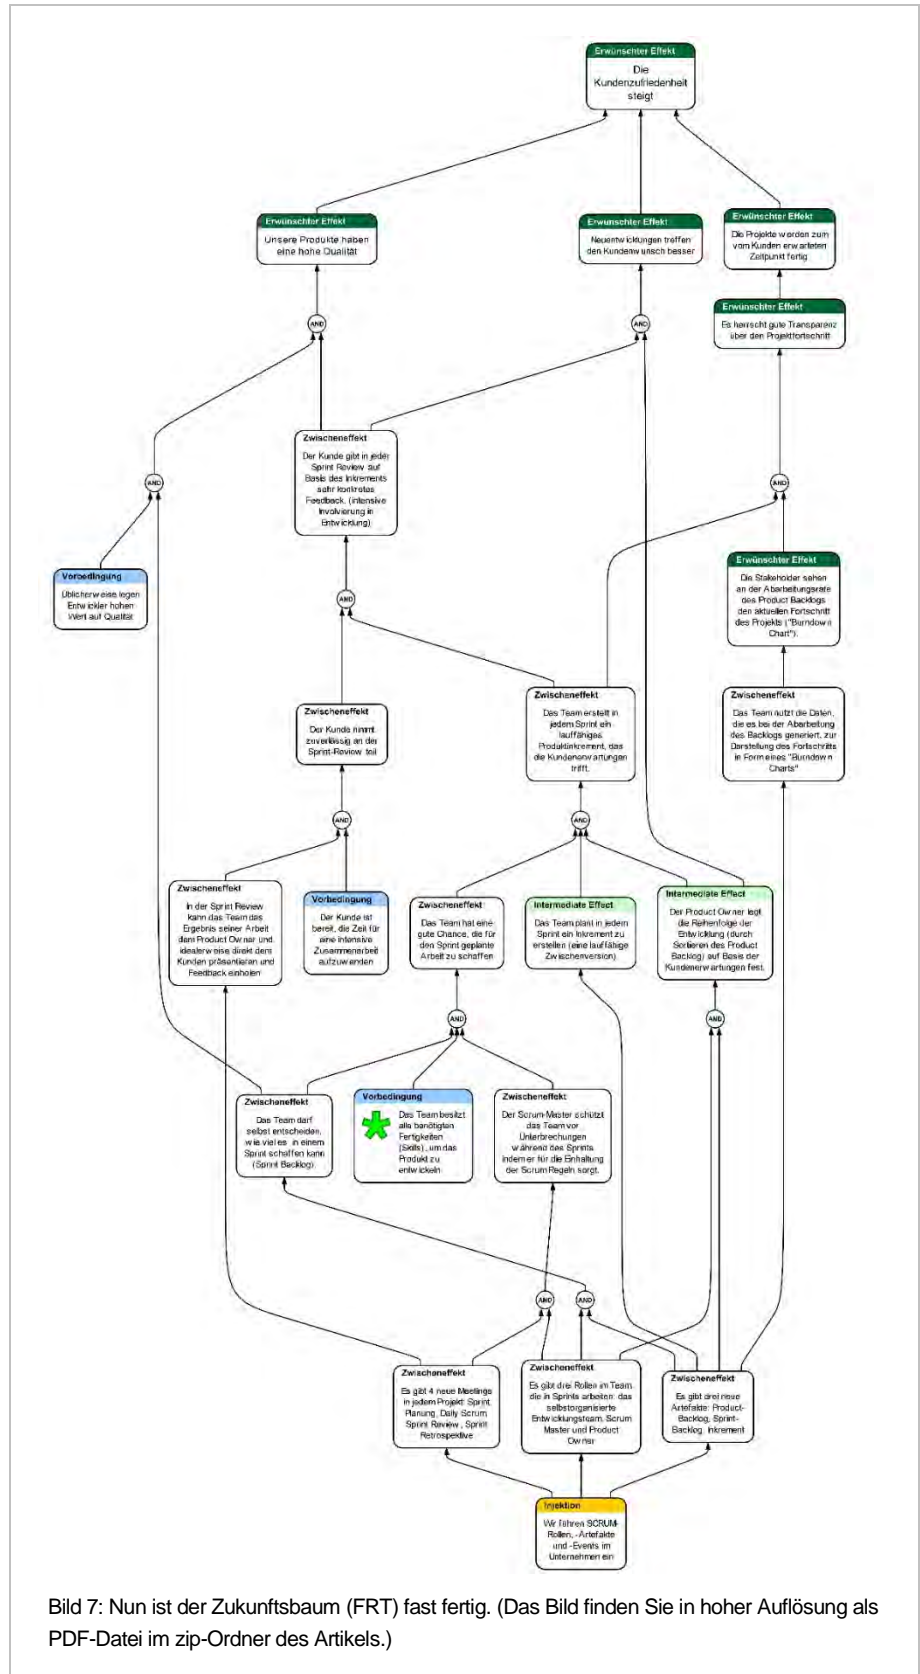 Erwünschter Effekt
Die
Kundenzufriedenheit
steigt
Erwünschter Effekt
Unsere Produkte haben
eine hohe Qualität
Erwünschter Effekt
Neuentwicklungen treffen
den Kundenwunsch besser
Erwünschter Effekt
Die Projekte werden zum
vom Kunden erwarteten
Zeitpunkt fertig
Erwünschter Effekt
Es herrscht gute Transparenz
über den Projektfortschritt
AND
AND
Zwischeneffekt
Der Kunde gibt in jeder
Sprint Review auf
Basis des Inkrements
sehr konkretes
Feedback. (intensive
Involvierung in
Entwicklung)
AND
AND
Vorbedingung
Üblicherweise legen
Entwickler hohen
Wert auf Qualität
Erwünschter Effekt
Die Stakeholder sehen
an der Abarbeitungsrate
des Product Backlogs
den aktuellen Fortschritt
des Projekts ("Burndown
Chart").
AND
Zwischeneffekt
Der Kunde nimmt
zuverlässig an der
Sprint-Review teil
Zwischeneffekt
Das Team erstellt in
jedem Sprint ein
lauffähiges
Produktinkrement, das
die Kundenerwartungen
trifft.
Zwischeneffekt
Das Team nutzt die Daten,
die es bei der Abarbeitung
des Backlogs generiert, zur
Darstellung des Fortschritts
in Form eines "Burndown
Charts"
AND
AND
Zwischeneffekt
In der Sprint Review
kann das Team das
Ergebnis seiner Arbeit
dem Product Owner und
idealerweise direkt dem
Kunden präsentieren und
Feedback einholen
Vorbedingung
Der Kunde ist
bereit, die Zeit für
eine intensive
Zusammenarbeit
aufzuwenden
Zwischeneffekt
Das Team hat eine
gute Chance, die für
den Sprint geplante
Arbeit zu schaffen
Intermediate Effect
Das Team plant in jedem
Sprint ein Inkrement zu
erstellen (eine lauffähige
Zwischenversion)
Intermediate Effect
Der Product Owner legt
die Reihenfolge der
Entwicklung (durch
Sortieren des Product
Backlog) auf Basis der
Kundenerwartungen fest.
AND
AND
Zwischeneffekt
Das Team darf
selbst entscheiden,
wie viel es in einem
Sprint schaffen kann
(Sprint Backlog).
Vorbedingung
Das Team besitzt
alle benötigten
Fertigkeiten
(Skills), um das
Produkt zu
entwickeln
Zwischeneffekt
Der Scrum-Master schützt
das Team vor
Unterbrechungen
während des Sprints
indem er für die Einhaltung
der Scrum Regeln sorgt.
AND
AND
Zwischeneffekt
Es gibt 4 neue Meetings
in jedem Projekt: Sprint
Planung, Daily Scrum,
Sprint Review, Sprint
Retrospektive
Zwischeneffekt
Es gibt drei Rollen im Team,
die in Sprints arbeiten: das
selbstorganisierte
Entwicklungsteam, Scrum
Master und Product
Owner
Zwischeneffekt
Es gibt drei neue
Artefakte: Product-
Backlog, Sprint-
Backlog, Inkrement
Injektion
Wir führen SCRUM-
Rollen, -Artefakte
und -Events im
Unternehmen ein
Bild 7: Nun ist der Zukunftsbaum (FRT) fast fertig. (Das Bild finden Sie in hoher Auflösung als
PDF-Datei im zip-Ordner des Artikels.)